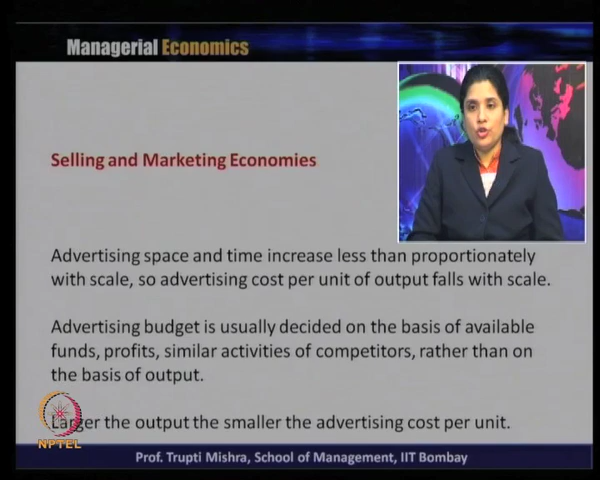 Managerial Economics
Selling and Marketing Economies
Advertising space and time increase less than proportionately
with scale, so advertising cost per unit of output falls with scale.
Advertising budget is usually decided on the basis of available
funds, profits, similar activities of competitors, rather than on
the basis of output.
Larger the output the smaller the advertising cost per unit.
NPTEL
Prof. Trupti Mishra, School of Management, IIT Bombay